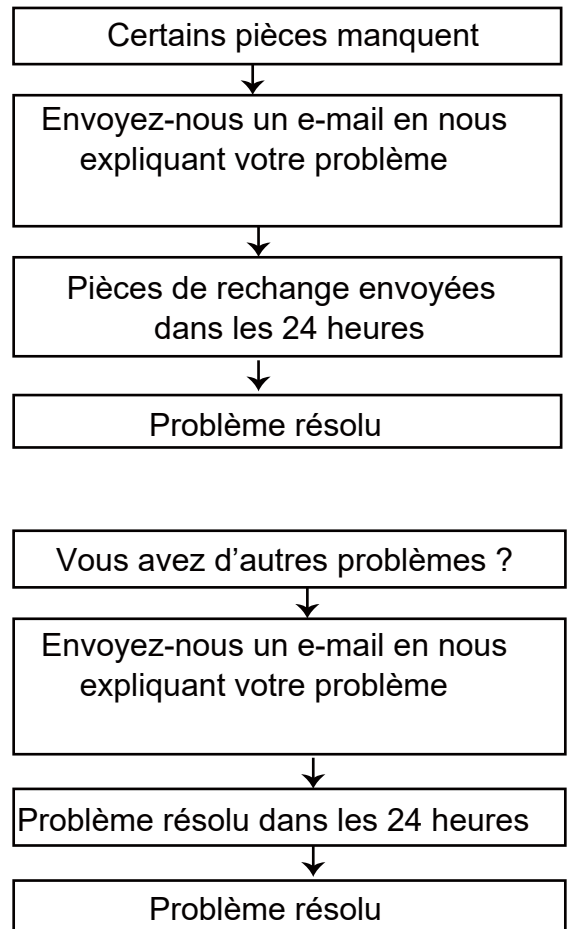 Certains pièces manquent
Envoyez-nous un e-mail en nous
expliquant votre problème
Pièces de rechange envoyées
dans les 24 heures
Problème résolu
Vous avez d’autres problèmes ?
Envoyez-nous un e-mail en nous
expliquant votre problème
Problème résolu dans les 24 heures
Problème résolu